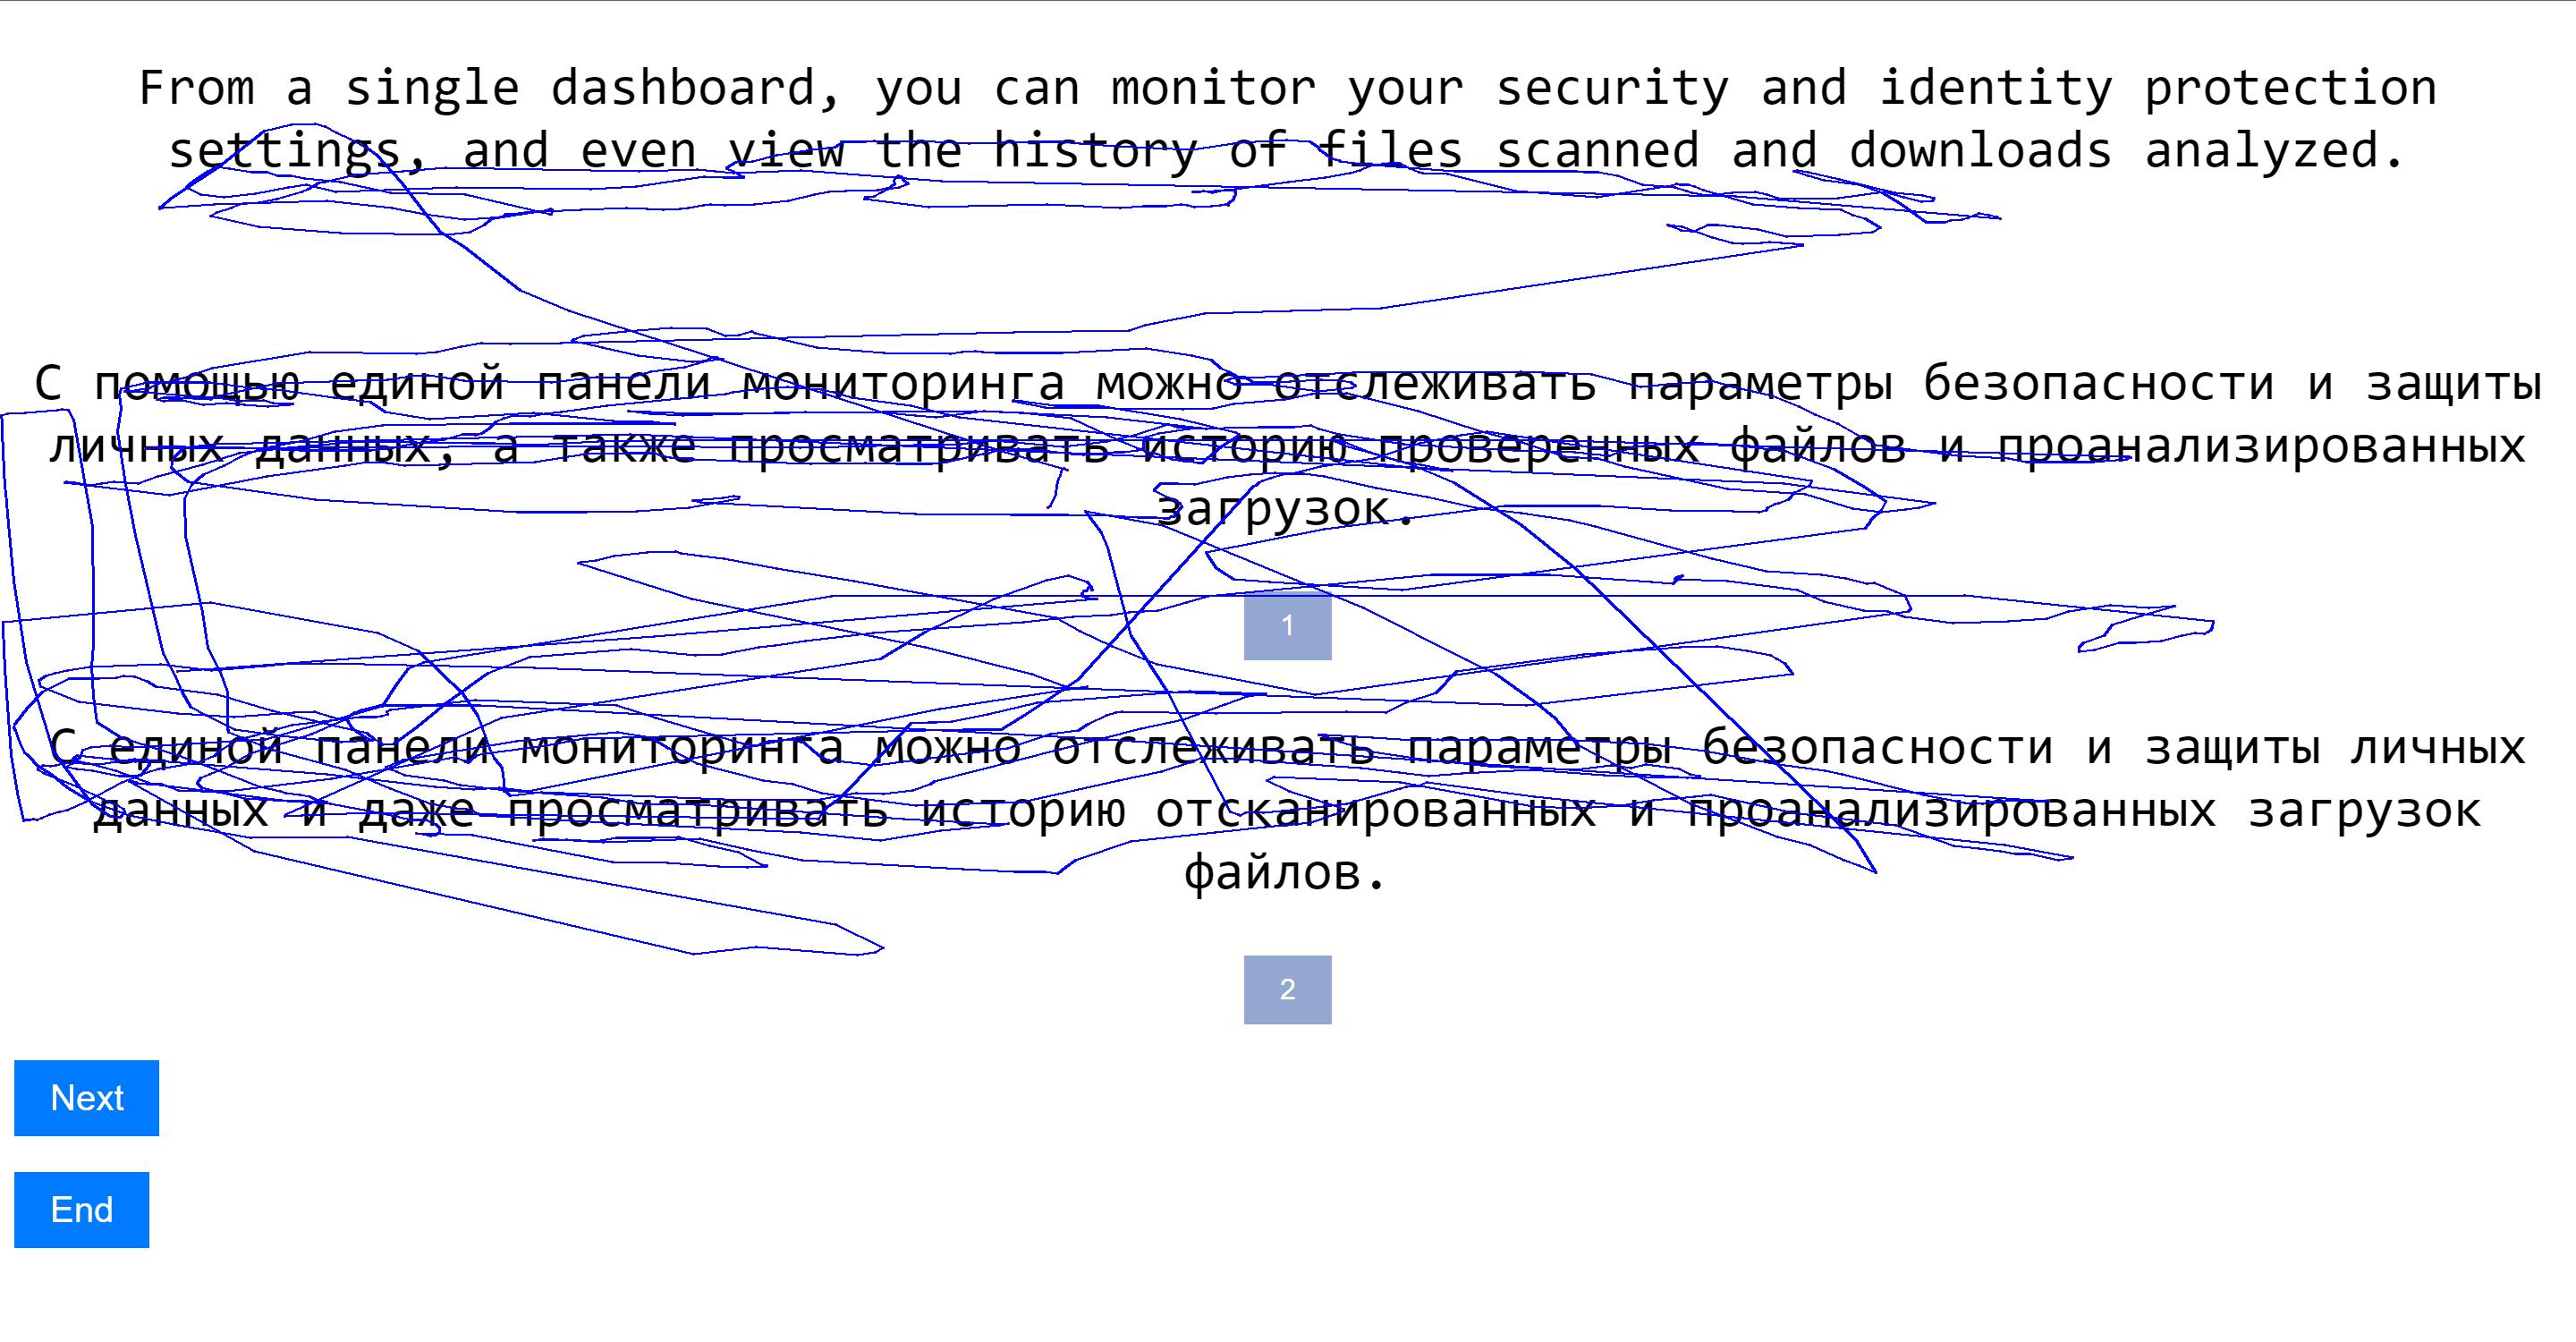 From a single dashboard, you can monitor your security and identity protection
settings, and even view the history of files scanned and downloads analyzed.
С помощью единой панели мониторинга можно отслеживать параметры безопасности и защиты
личных данных, а также просматривать историю проверенных файлов и проанализированных
загрузок.
1
С единой панели мониторинга можно отслеживать параметры безопасности и защиты личных
данных и даже просматривать историю отсканированных и проанализированных загрузок
файлов.
2
Next
End